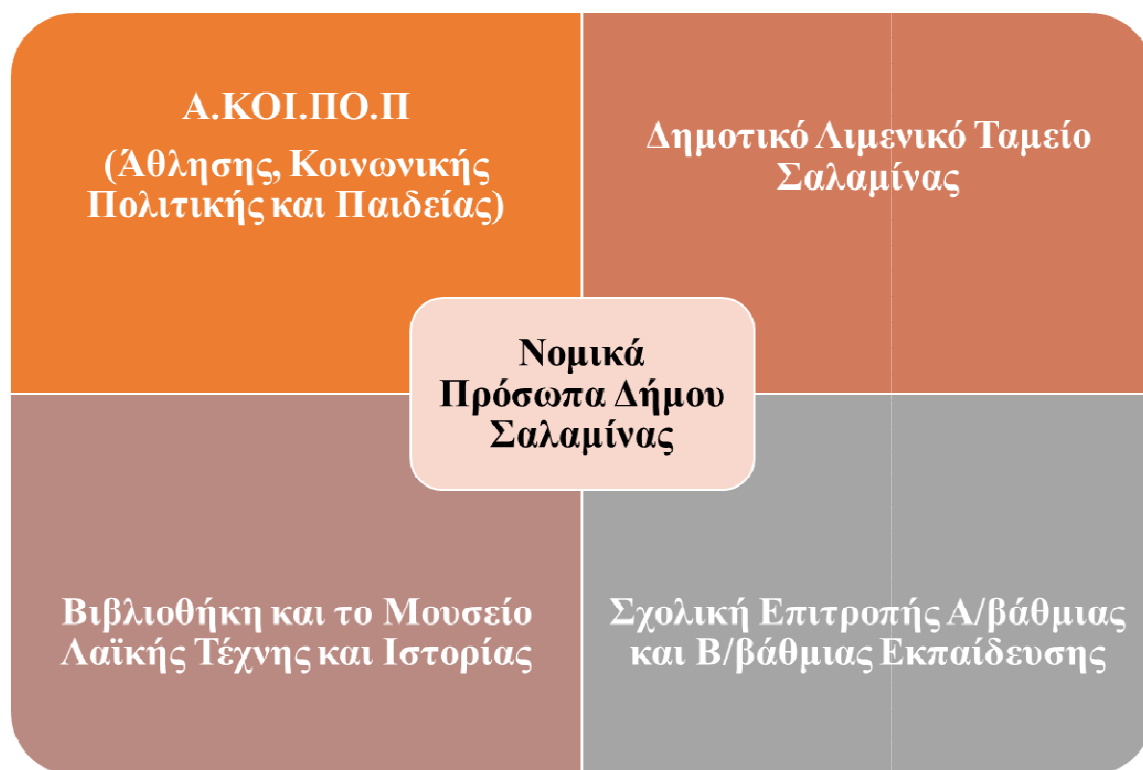 Α.ΚΟΙ.ΠΟ.Π
(Άθλησης, Κοινωνικής
Πολιτικής και Παιδείας)
Δημοτικό Λιμενικό Ταμείο
Σαλαμίνας
Νομικά
Πρόσωπα Δήμου
Σαλαμίνας
Βιβλιοθήκη και το Μουσείο
Λαϊκής Τέχνης και Ιστορίας
Σχολική Επιτροπής Α/βάθμιας
και Β/βάθμιας Εκπαίδευσης